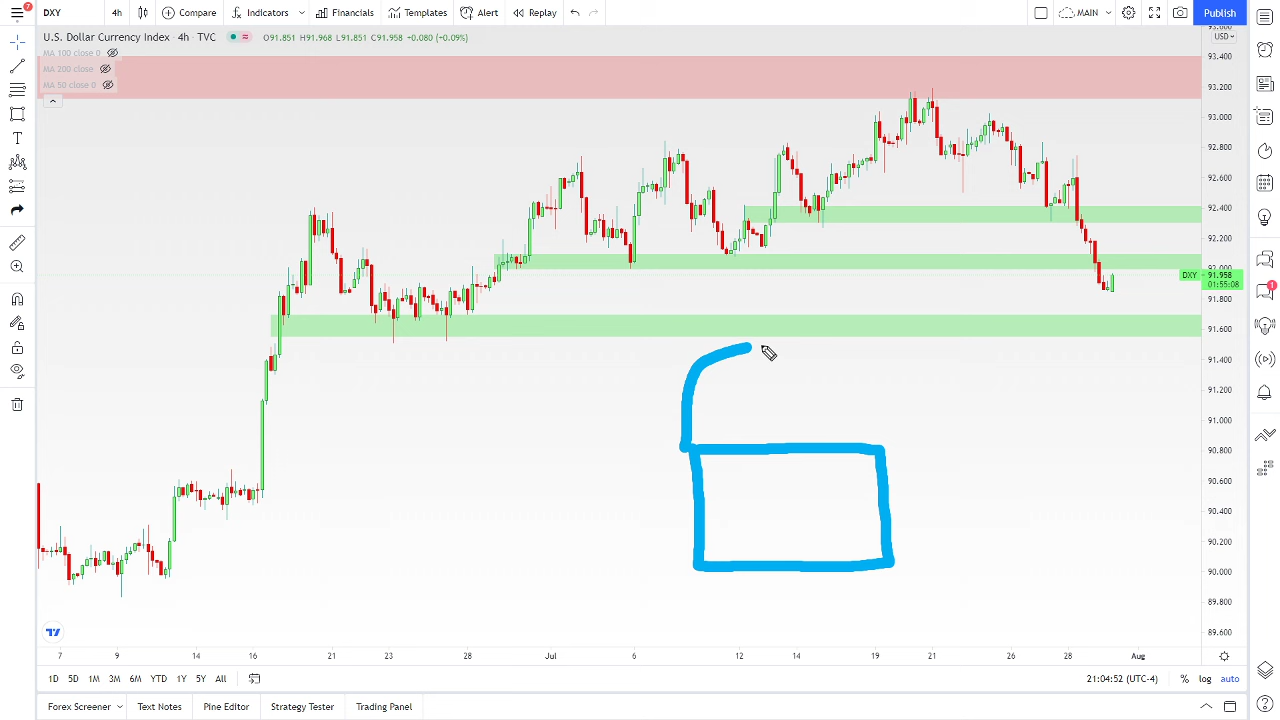 7
DXY 4h Compare Indicators Financials Templates Alert Replay MAIN Publish
U.S. Dollar Currency Index · 4h · TVC O91.851 H91.968 L91.851 C91.958 +0.080 (+0.09%)
USD
MA 100 close 0
MA 200 close 0
MA 50 close 0
93.400
93.200
93.000
92.800
92.600
92.400
92.200
92.000
DXY 91.958
01:55:08
91.800
1
91.600
91.400
91.200
91.000
90.800
90.600
90.400
90.200
90.000
89.800
89.600
7 9 14 16 21 23 28 Jul 6 12 14 19 21 26 28 Aug
1D 5D 1M 3M 6M YTD 1Y 5Y All 21:04:52 (UTC-4) % log auto
Forex Screener Text Notes Pine Editor Strategy Tester Trading Panel